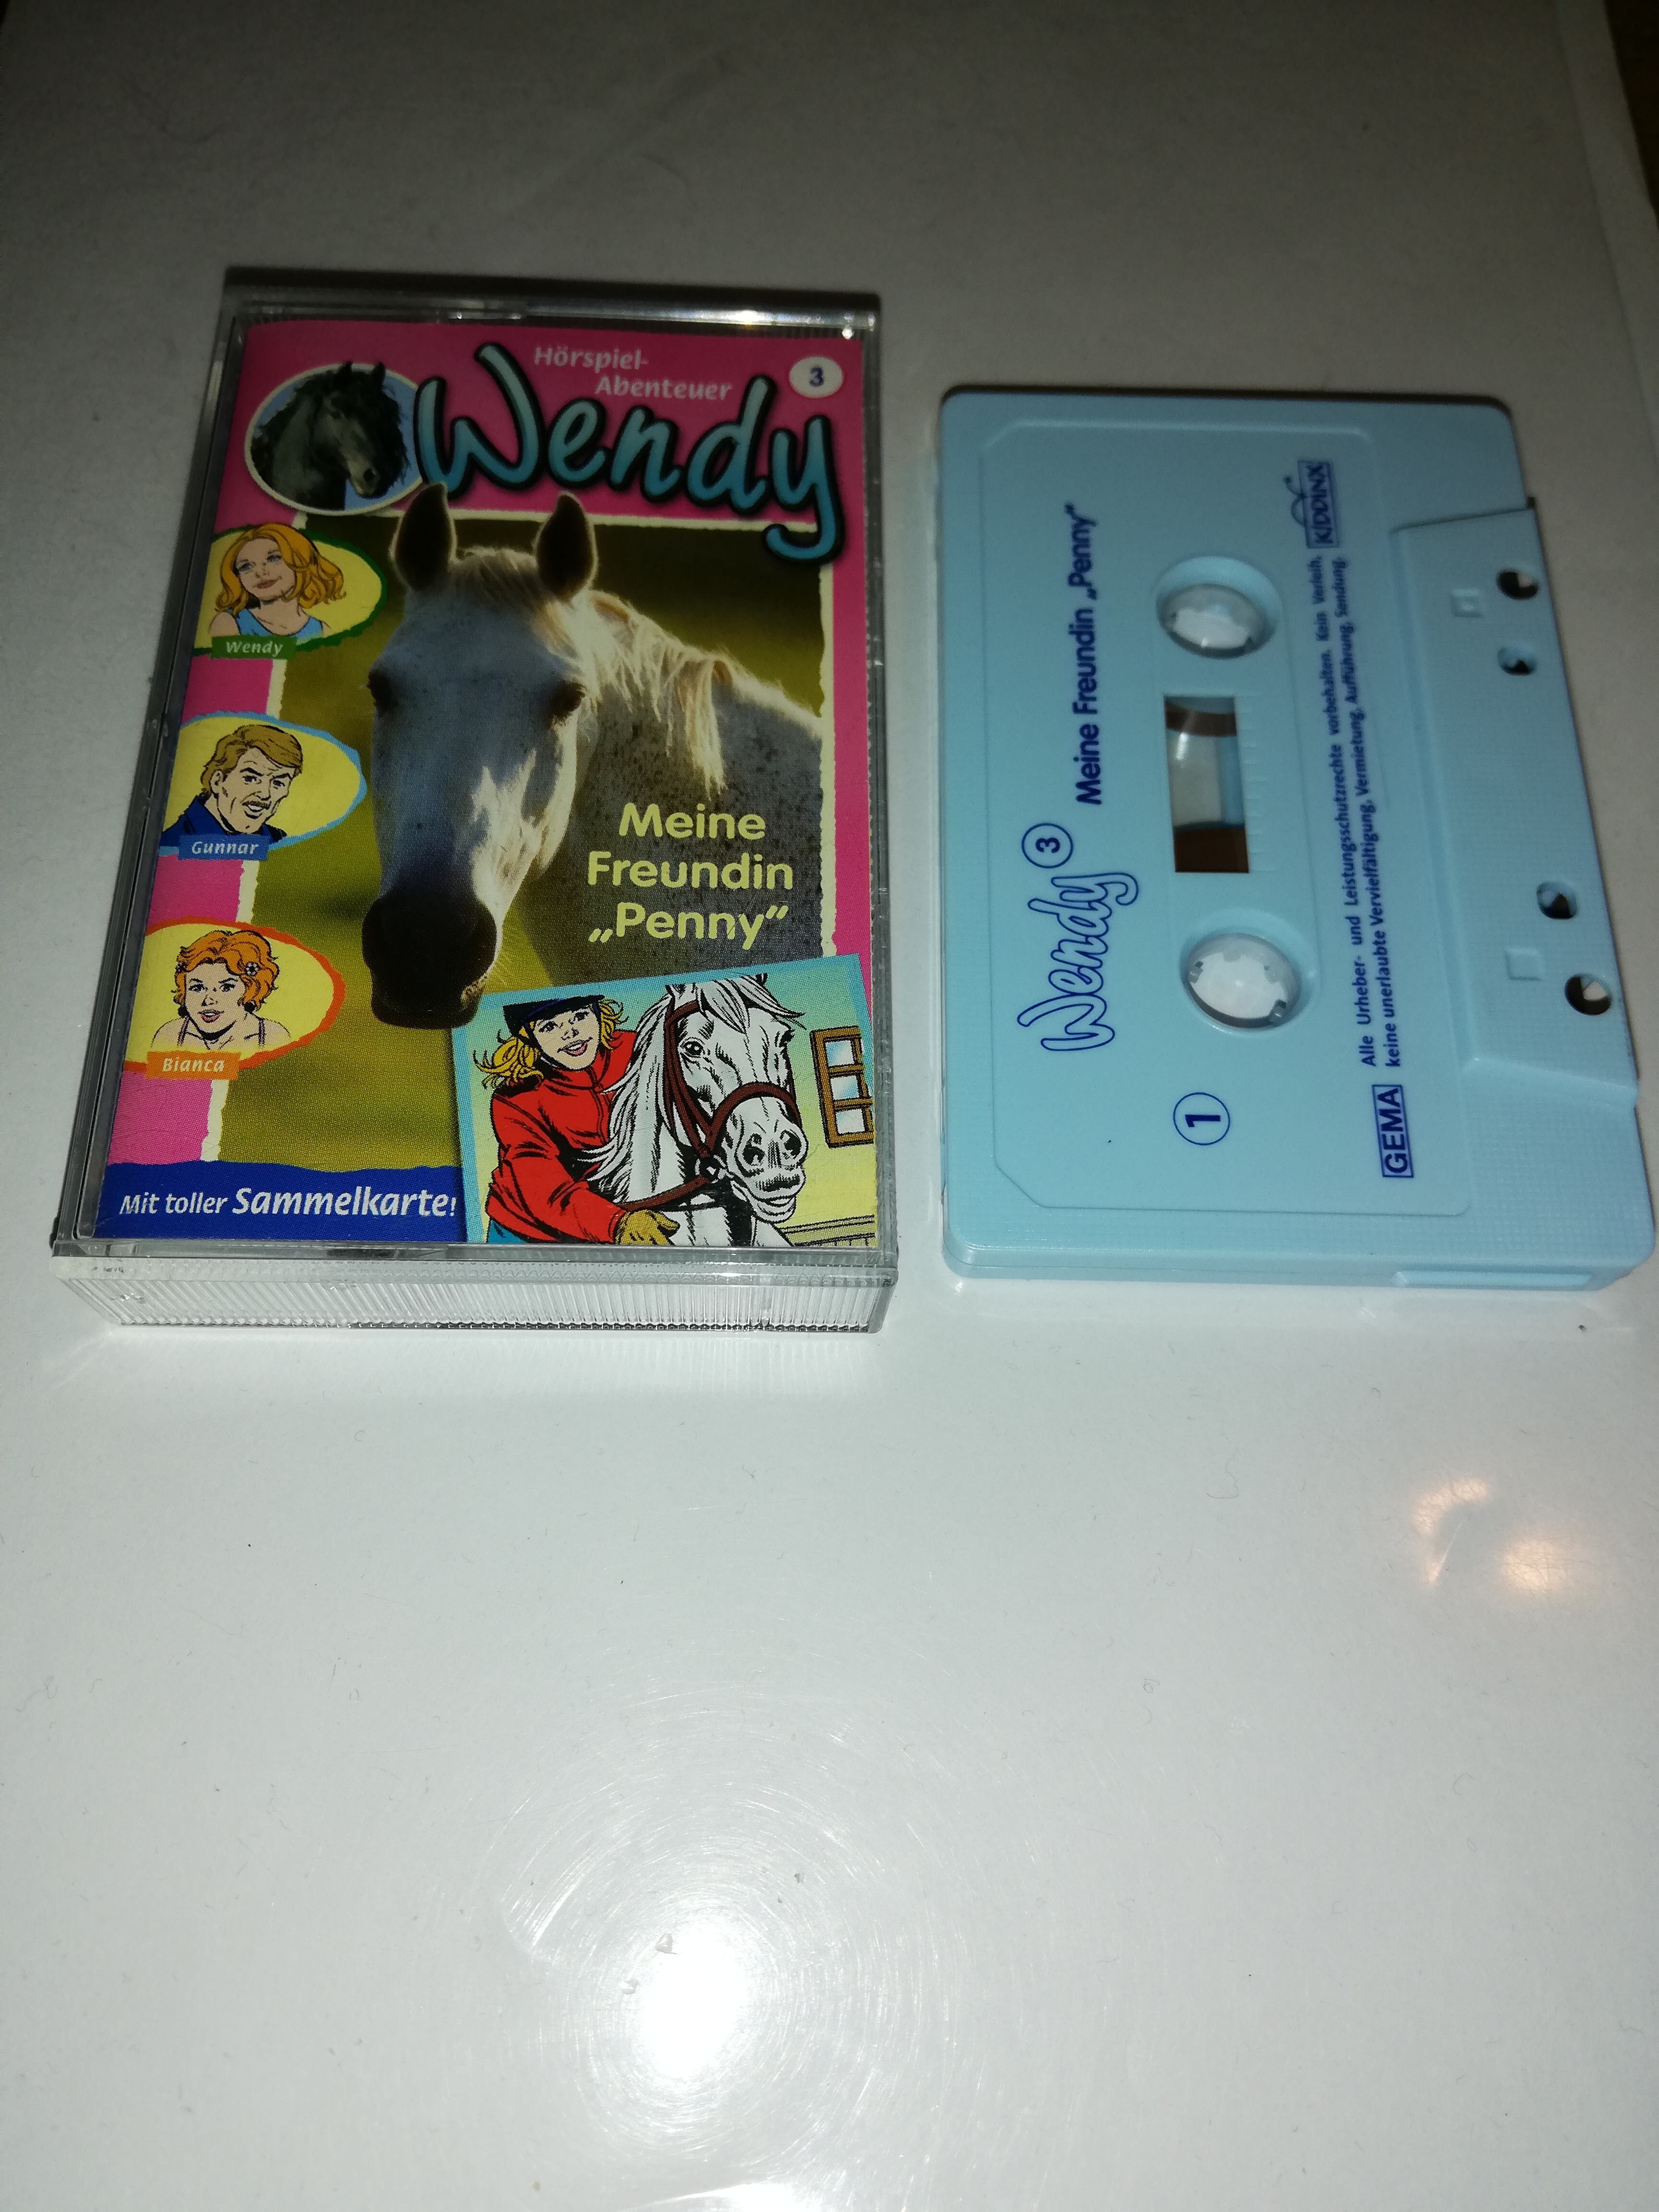 Hörspiel-
Abenteuer
3
Wendy
Wendy
Gunnar
Bianca
Meine
Freundin
„Penny“
Mit toller Sammelkarte!
Wendy 3
Meine Freundin „Penny“
1
GEMA
Alle Urheber- und Leistungsschutzrechte vorbehalten. Kein Verleih,
keine unerlaubte Vervielfältigung, Vermietung, Aufführung, Sendung.
KIDDINX